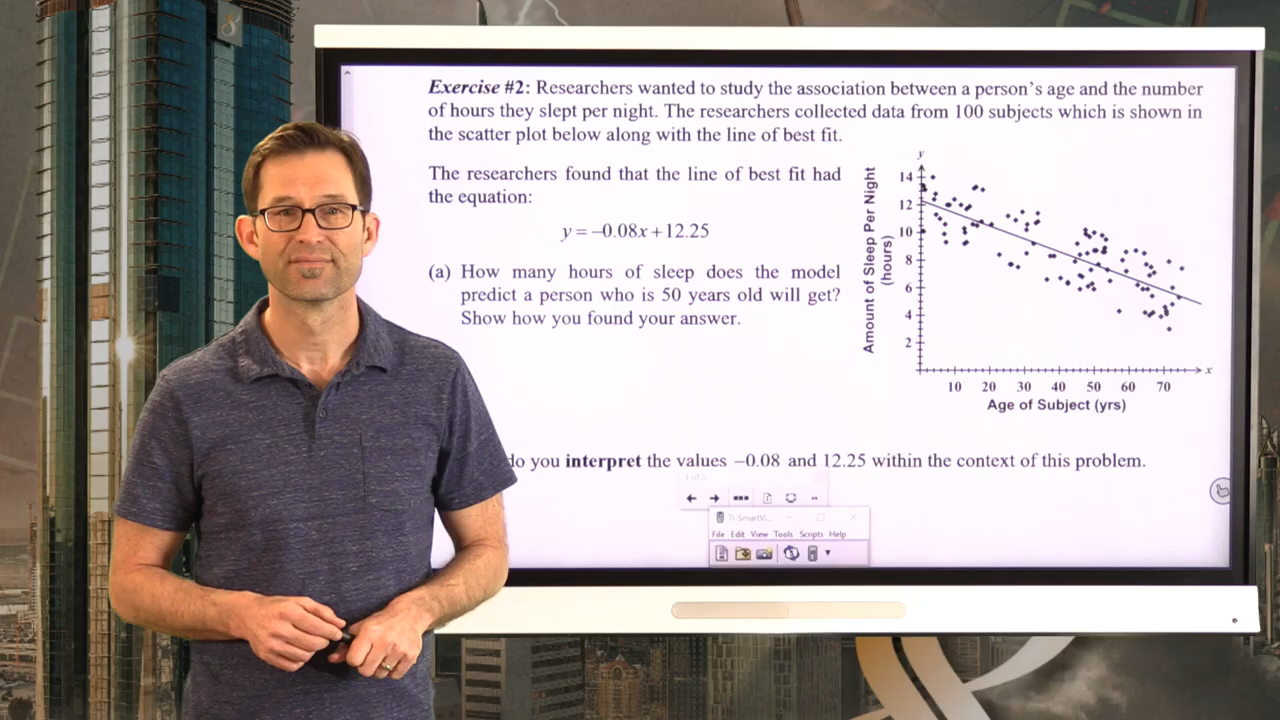 Exercise #2: Researchers wanted to study the association between a person's age and the number
of hours they slept per night. The researchers collected data from 100 subjects which is shown in
the scatter plot below along with the line of best fit.
The researchers found that the line of best fit had
the equation:
y = –0.08x + 12.25
(a) How many hours of sleep does the model
predict a person who is 50 years old will get?
Show how you found your answer.
y
14
12
10
8
6
4
2
Amount of Sleep Per Night
(hours)
10 20 30 40 50 60 70
x
Age of Subject (yrs)
do you interpret the values –0.08 and 12.25 within the context of this problem.
1 of 5
TI-SmartVi...
File Edit View Tools Scripts Help